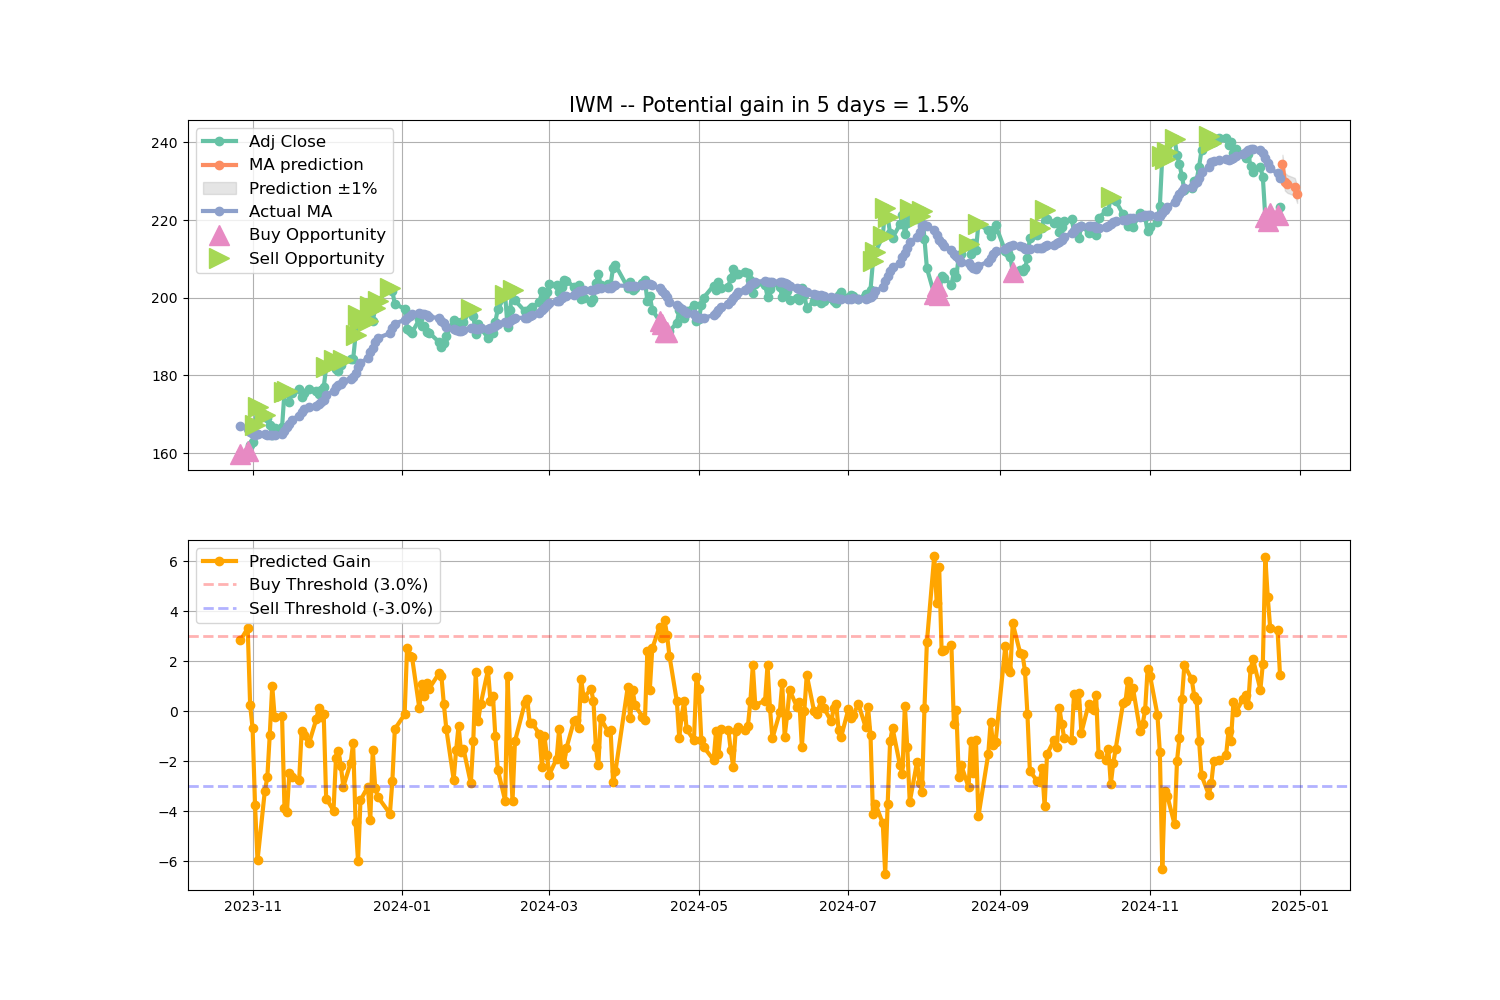 IWM -- Potential gain in 5 days = 1.5%
240
220
200
180
160
Adj Close
MA prediction
Prediction ±1%
Actual MA
Buy Opportunity
Sell Opportunity
6
4
2
0
−2
−4
−6
Predicted Gain
Buy Threshold (3.0%)
Sell Threshold (-3.0%)
2023-11
2024-01
2024-03
2024-05
2024-07
2024-09
2024-11
2025-01